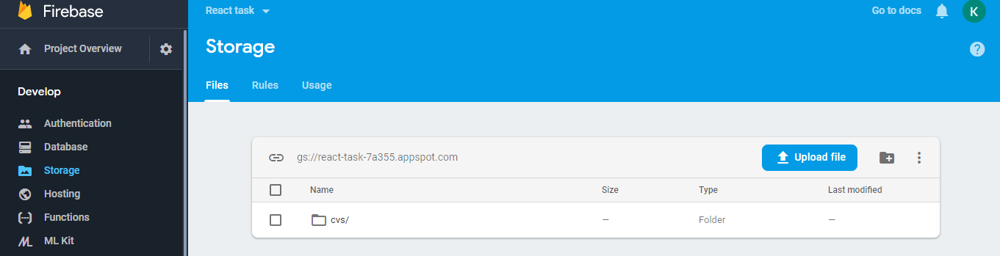 Firebase
React task
Go to docs
K
Project Overview
Storage
?
Develop
Files Rules Usage
Authentication
Database
Storage
Hosting
Functions
ML ML Kit
gs://react-task-7a355.appspot.com
Upload file
Name Size Type Last modified
cvs/ — Folder —